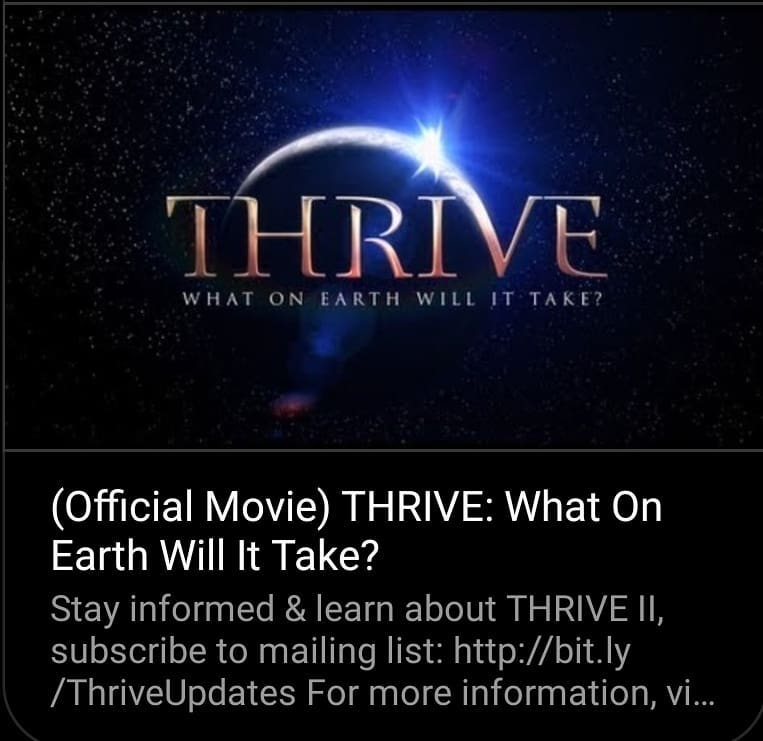 THRIVE
WHAT ON EARTH WILL IT TAKE?
(Official Movie) THRIVE: What On
Earth Will It Take?
Stay informed & learn about THRIVE II,
subscribe to mailing list: http://bit.ly
/ThriveUpdates For more information, vi...